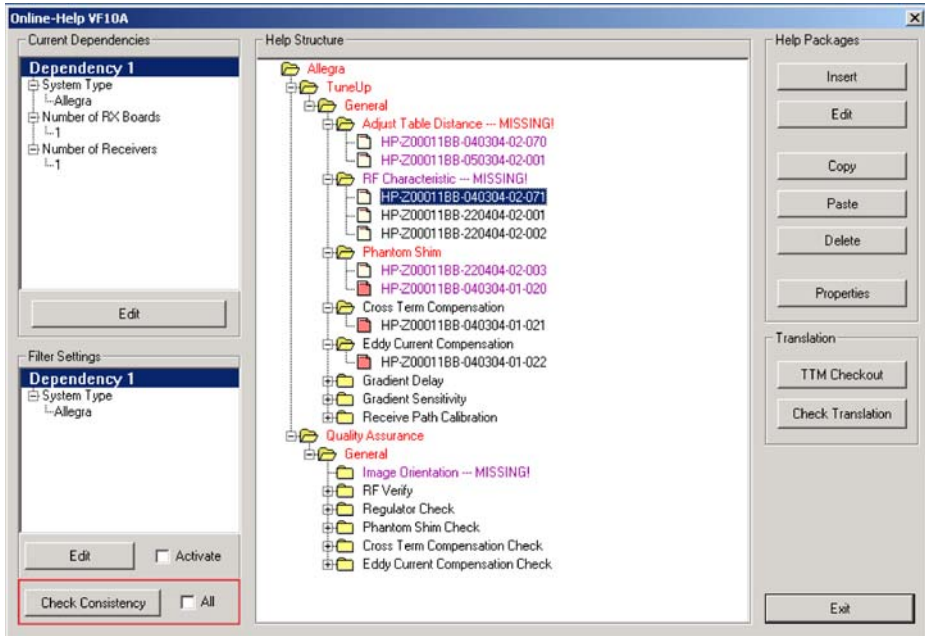 Online-Help VF10A
Current Dependencies
Dependency 1
System Type
Allegra
Number of RX Boards
1
Number of Receivers
1
Edit
Filter Settings
Dependency 1
System Type
Allegra
Edit
Activate
Check Consistency
All
Help Structure
Allegra
TuneUp
General
Adjust Table Distance --- MISSING!
HP-Z00011BB-040304-02-070
HP-Z00011BB-050304-02-001
RF Characteristic --- MISSING!
HP-Z00011BB-040304-02-071
HP-Z00011BB-220404-02-001
HP-Z00011BB-220404-02-002
Phantom Shim
HP-Z00011BB-220404-02-003
HP-Z00011BB-040304-01-020
Cross Term Compensation
HP-Z00011BB-040304-01-021
Eddy Current Compensation
HP-Z00011BB-040304-01-022
Gradient Delay
Gradient Sensitivity
Receive Path Calibration
Quality Assurance
General
Image Orientation --- MISSING!
RF Verify
Regulator Check
Phantom Shim Check
Cross Term Compensation Check
Eddy Current Compensation Check
Help Packages
Insert
Edit
Copy
Paste
Delete
Properties
Translation
TTM Checkout
Check Translation
Exit